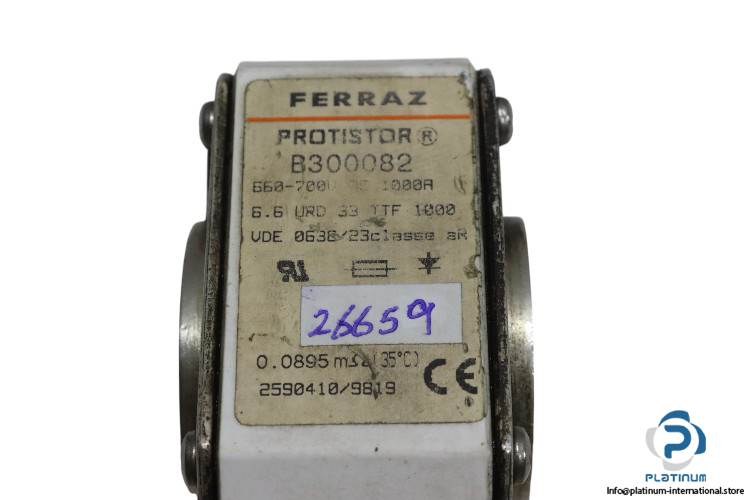 FERRAZ
PROTISTOR®
B300082
660-700V 1000A
6.6 URD 33 TTF 1000
VDE 0636/23classe aR
26659
0.0895 mΩ (35°C)
2590410/9819
CE
PLATINUM
Info@platinum-international.store